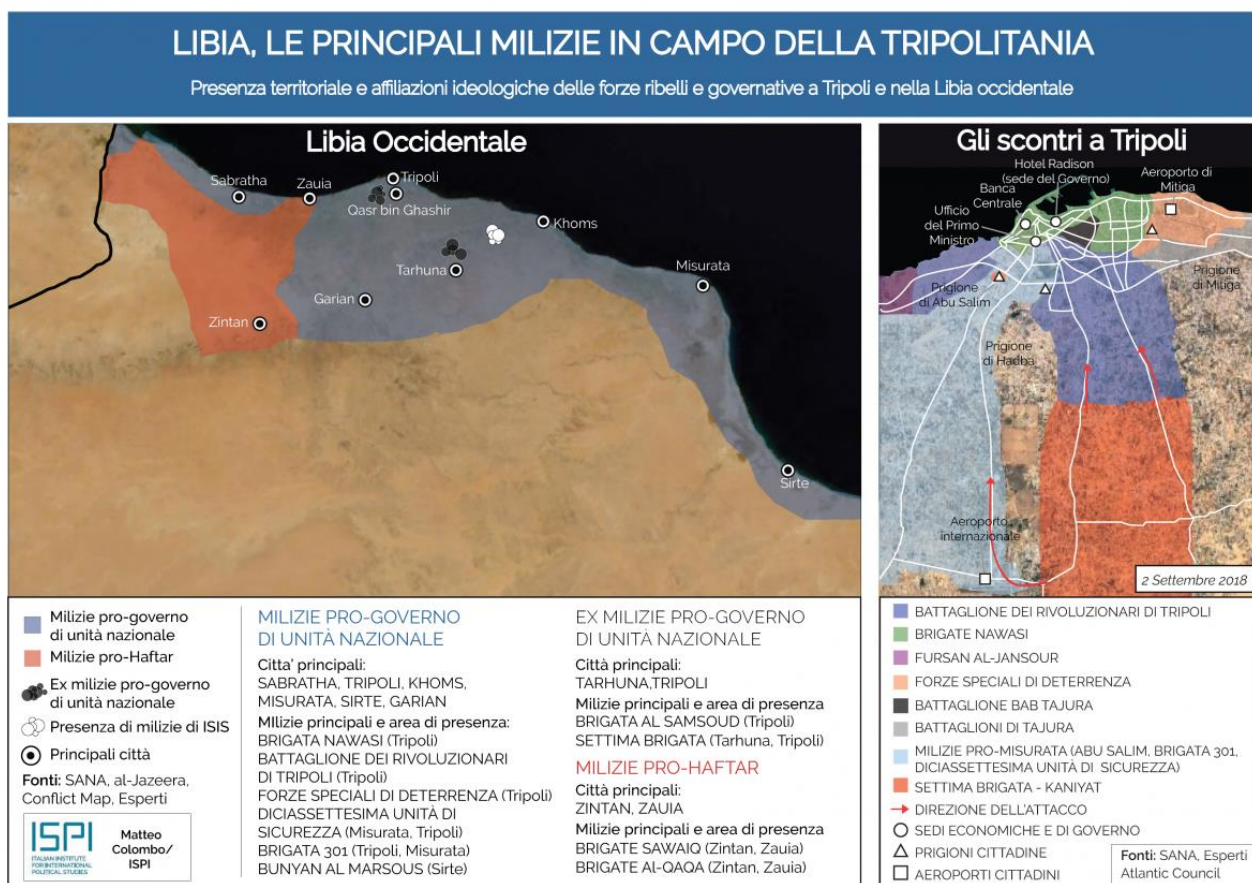 LIBIA, LE PRINCIPALI MILIZIE IN CAMPO DELLA TRIPOLITANIA
Presenza territoriale e affiliazioni ideologiche delle forze ribelli e governative a Tripoli e nella Libia occidentale
Libia Occidentale
Sabratha
Zauia
Tripoli
Qasr bin Ghashir
Khoms
Tarhuna
Misurata
Garian
Zintan
Sirte
Gli scontri a Tripoli
Hotel Radison
(sede del Governo)
Aeroporto di
Mitiga
Banca
Centrale
Ufficio
del Primo
Ministro
Prigione
di Abu Salim
Prigione
di Mitiga
Prigione
di Hadba
Aeroporto
internazionale
2 Settembre 2018
Milizie pro-governo
di unità nazionale
Milizie pro-Haftar
Ex milizie pro-governo
di unità nazionale
Presenza di milizie di ISIS
Principali città
Fonti: SANA, al-Jazeera,
Conflict Map, Esperti
ISPI
ITALIAN INSTITUTE
FOR INTERNATIONAL
POLITICAL STUDIES
Matteo
Colombo/
ISPI
MILIZIE PRO-GOVERNO
DI UNITÀ NAZIONALE
Citta' principali:
SABRATHA, TRIPOLI, KHOMS,
MISURATA, SIRTE, GARIAN
MIlizie principali e area di presenza:
BRIGATA NAWASI (Tripoli)
BATTAGLIONE DEI RIVOLUZIONARI
DI TRIPOLI (Tripoli)
FORZE SPECIALI DI DETERRENZA (Tripoli)
DICIASSETTESIMA UNITÀ DI
SICUREZZA (Misurata, Tripoli)
BRIGATA 301 (Tripoli, Misurata)
BUNYAN AL MARSOUS (Sirte)
EX MILIZIE PRO-GOVERNO
DI UNITÀ NAZIONALE
Città principali:
TARHUNA,TRIPOLI
Milizie principali e area di presenza
BRIGATA AL SAMSOUD (Tripoli)
SETTIMA BRIGATA (Tarhuna, Tripoli)
MILIZIE PRO-HAFTAR
Città principali:
ZINTAN, ZAUIA
Milizie principali e area di presenza
BRIGATE SAWAIQ (Zintan, Zauia)
BRIGATE Al-QAQA (Zintan, Zauia)
BATTAGLIONE DEI RIVOLUZIONARI DI TRIPOLI
BRIGATE NAWASI
FURSAN AL-JANSOUR
FORZE SPECIALI DI DETERRENZA
BATTAGLIONE BAB TAJURA
BATTAGLIONI DI TAJURA
MILIZIE PRO-MISURATA (ABU SALIM, BRIGATA 301,
DICIASSETTESIMA UNITÀ DI SICUREZZA)
SETTIMA BRIGATA - KANIYAT
DIREZIONE DELL'ATTACCO
SEDI ECONOMICHE E DI GOVERNO
PRIGIONI CITTADINE
AEROPORTI CITTADINI
Fonti: SANA, Esperti
Atlantic Council